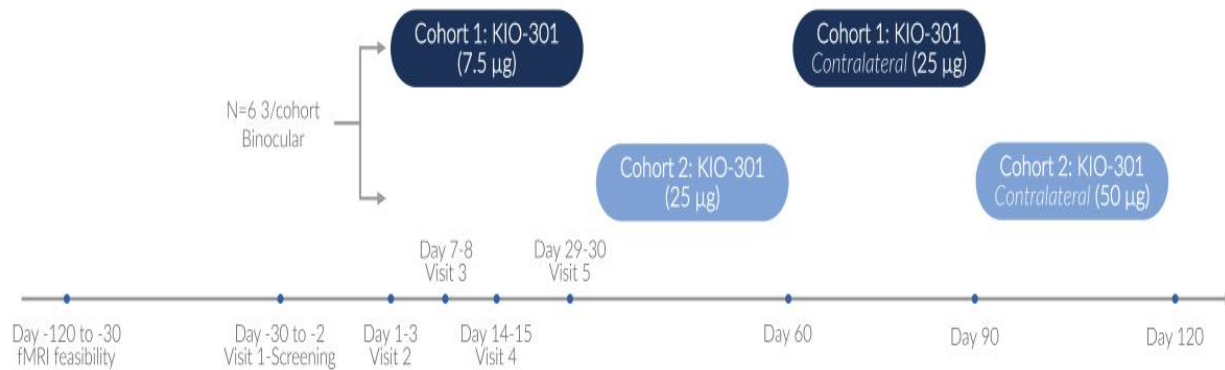 Cohort 1: KIO-301
(7.5 µg)
Cohort 1: KIO-301
Contralateral (25 µg)
N=6 3/cohort
Binocular
Cohort 2: KIO-301
(25 µg)
Cohort 2: KIO-301
Contralateral (50 µg)
Day 7-8
Visit 3
Day 29-30
Visit 5
Day -120 to -30
fMRI feasibility
Day -30 to -2
Visit 1-Screening
Day 1-3
Visit 2
Day 14-15
Visit 4
Day 60
Day 90
Day 120